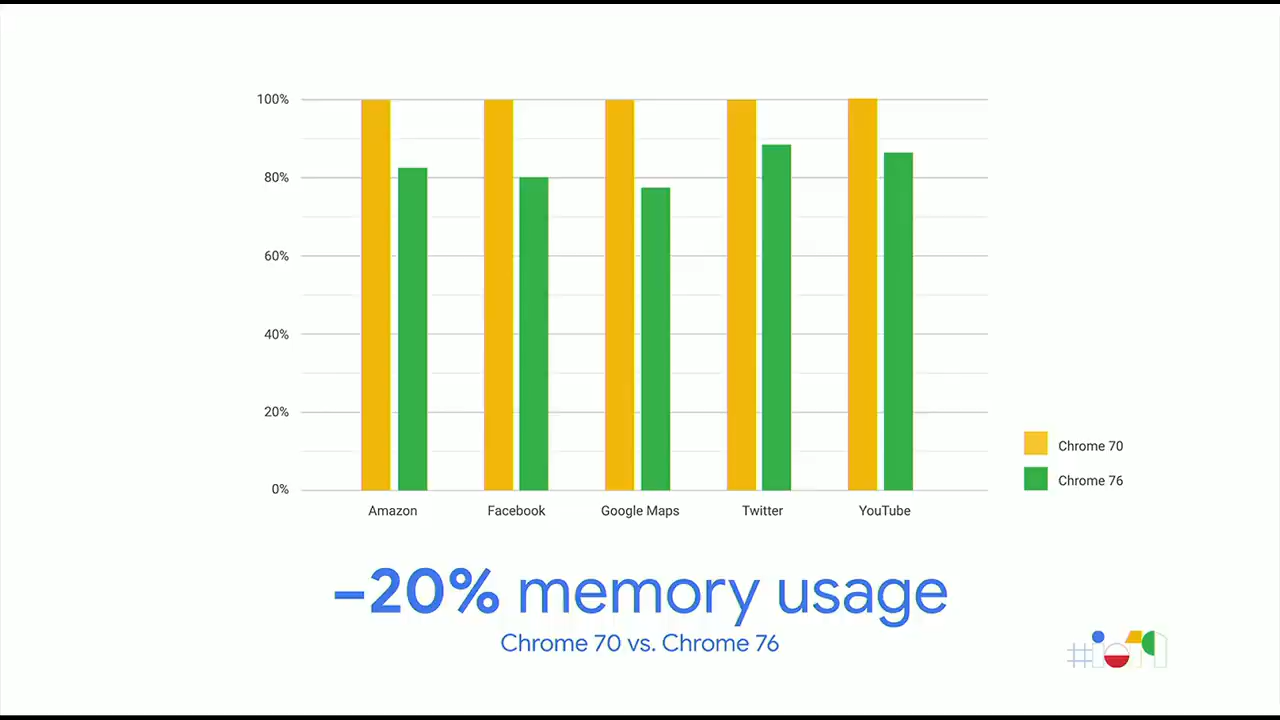 100%
80%
60%
40%
20%
0%
Amazon
Facebook
Google Maps
Twitter
YouTube
Chrome 70
Chrome 76
–20% memory usage
Chrome 70 vs. Chrome 76
#io19